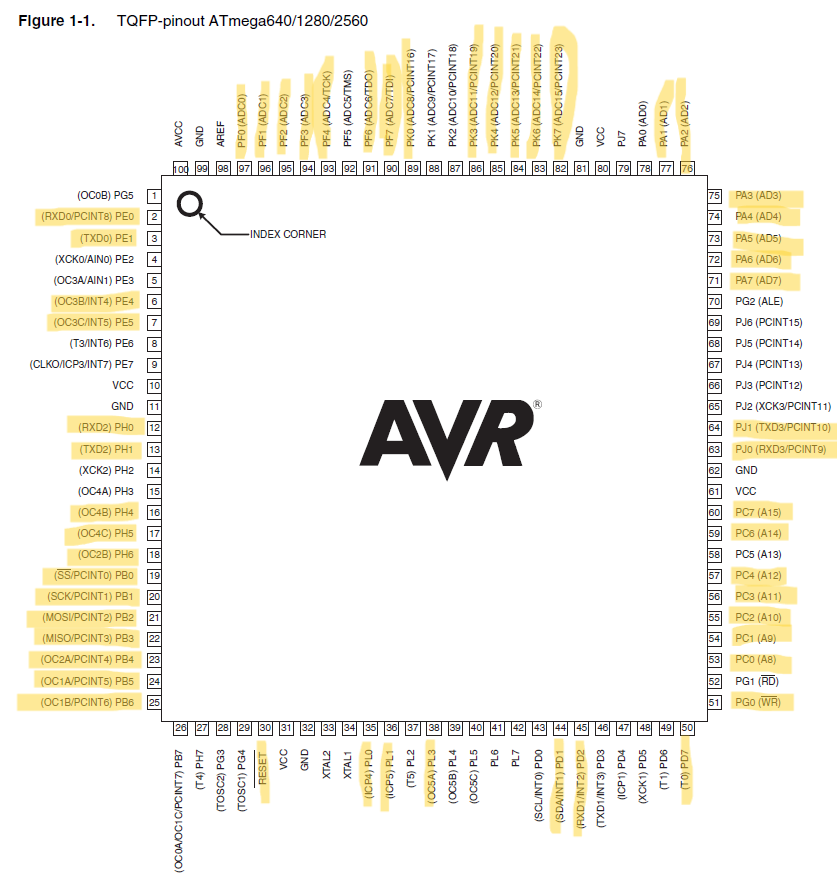 Figure 1-1. TQFP-pinout ATmega640/1280/2560
AVCC
GND
AREF
PF0 (ADC0)
PF1 (ADC1)
PF2 (ADC2)
PF3 (ADC3)
PF4 (ADC4/TCK)
PF5 (ADC5/TMS)
PF6 (ADC6/TDO)
PF7 (ADC7/TDI)
PK0 (ADC8/PCINT16)
PK1 (ADC9/PCINT17)
PK2 (ADC10/PCINT18)
PK3 (ADC11/PCINT19)
PK4 (ADC12/PCINT20)
PK5 (ADC13/PCINT21)
PK6 (ADC14/PCINT22)
PK7 (ADC15/PCINT23)
GND
VCC
PJ7
PA0 (AD0)
PA1 (AD1)
PA2 (AD2)
100 99 98 97 96 95 94 93 92 91 90 89 88 87 86 85 84 83 82 81 80 79 78 77 76
(OC0B) PG5 1
(RXD0/PCINT8) PE0 2
(TXD0) PE1 3
(XCK0/AIN0) PE2 4
(OC3A/AIN1) PE3 5
(OC3B/INT4) PE4 6
(OC3C/INT5) PE5 7
(T3/INT6) PE6 8
(CLKO/ICP3/INT7) PE7 9
VCC 10
GND 11
(RXD2) PH0 12
(TXD2) PH1 13
(XCK2) PH2 14
(OC4A) PH3 15
(OC4B) PH4 16
(OC4C) PH5 17
(OC2B) PH6 18
(SS/PCINT0) PB0 19
(SCK/PCINT1) PB1 20
(MOSI/PCINT2) PB2 21
(MISO/PCINT3) PB3 22
(OC2A/PCINT4) PB4 23
(OC1A/PCINT5) PB5 24
(OC1B/PCINT6) PB6 25
INDEX CORNER
AVR®
75 PA3 (AD3)
74 PA4 (AD4)
73 PA5 (AD5)
72 PA6 (AD6)
71 PA7 (AD7)
70 PG2 (ALE)
69 PJ6 (PCINT15)
68 PJ5 (PCINT14)
67 PJ4 (PCINT13)
66 PJ3 (PCINT12)
65 PJ2 (XCK3/PCINT11)
64 PJ1 (TXD3/PCINT10)
63 PJ0 (RXD3/PCINT9)
62 GND
61 VCC
60 PC7 (A15)
59 PC6 (A14)
58 PC5 (A13)
57 PC4 (A12)
56 PC3 (A11)
55 PC2 (A10)
54 PC1 (A9)
53 PC0 (A8)
52 PG1 (RD)
51 PG0 (WR)
26 27 28 29 30 31 32 33 34 35 36 37 38 39 40 41 42 43 44 45 46 47 48 49 50
(OC0A/OC1C/PCINT7) PB7
(T4) PH7
(TOSC2) PG3
(TOSC1) PG4
RESET
VCC
GND
XTAL2
XTAL1
(ICP4) PL0
(ICP5) PL1
(T5) PL2
(OC5A) PL3
(OC5B) PL4
(OC5C) PL5
PL6
PL7
(SCL/INT0) PD0
(SDA/INT1) PD1
(RXD1/INT2) PD2
(TXD1/INT3) PD3
(ICP1) PD4
(XCK1) PD5
(T1) PD6
(T0) PD7